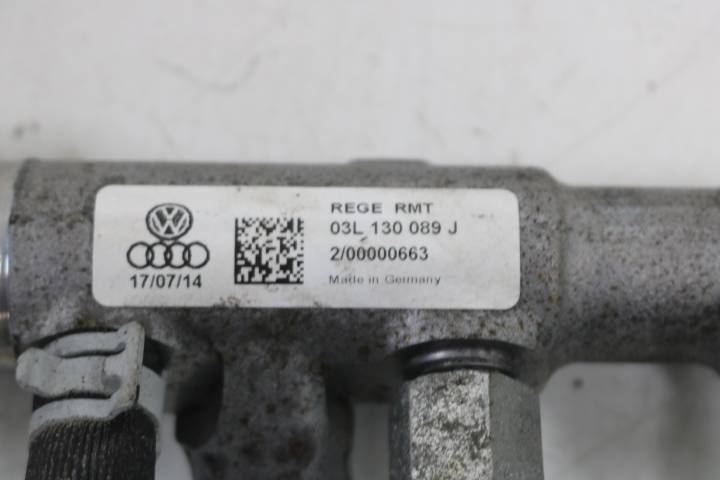 REGE RMT
03L 130 089 J
2/00000663
Made in Germany
17/07/14